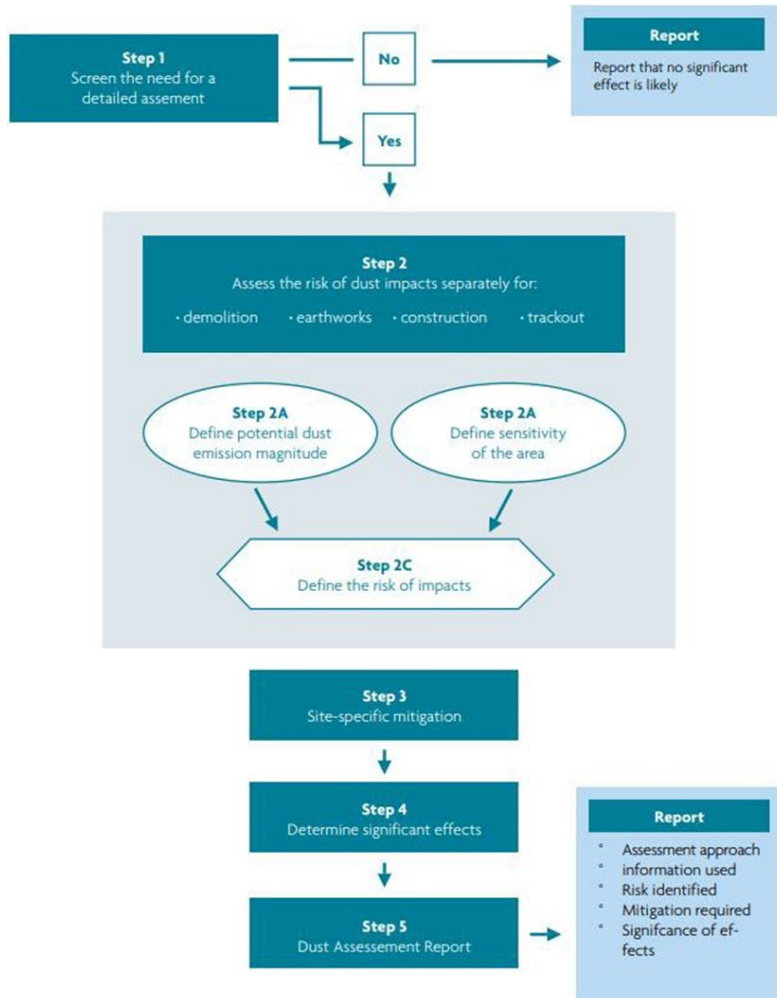 Step 1
Screen the need for a
detailed assement
No
Report
Report that no significant
effect is likely
Yes
Step 2
Assess the risk of dust impacts separately for:
· demolition · earthworks · construction · trackout
Step 2A
Define potential dust
emission magnitude
Step 2A
Define sensitivity
of the area
Step 2C
Define the risk of impacts
Step 3
Site-specific mitigation
Step 4
Determine significant effects
Step 5
Dust Assessement Report
Report
° Assessment approach
° information used
° Risk identified
° Mitigation required
° Signifcance of ef-
fects